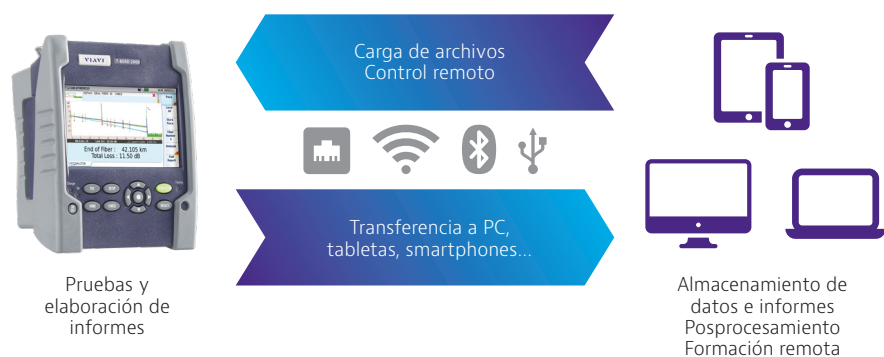 Carga de archivos
Control remoto
VIAVI
End of Fiber : 42.105 km
Total Loss : 11.50 dB
Transferencia a PC,
tabletas, smartphones...
Pruebas y
elaboración de
informes
Almacenamiento de
datos e informes
Posprocesamiento
Formación remota